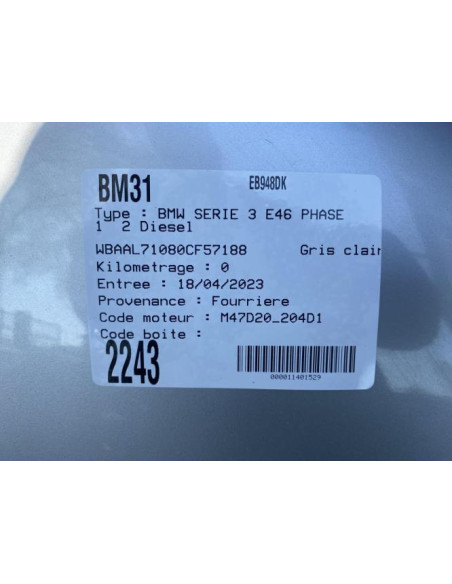 BM31 EB948DK
Type : BMW SERIE 3 E46 PHASE
1 2 Diesel
WBAAL71080CF57188 Gris clair
Kilometrage : 0
Entree : 18/04/2023
Provenance : Fourriere
Code moteur : M47D20_204D1
Code boite :
2243
000011401529